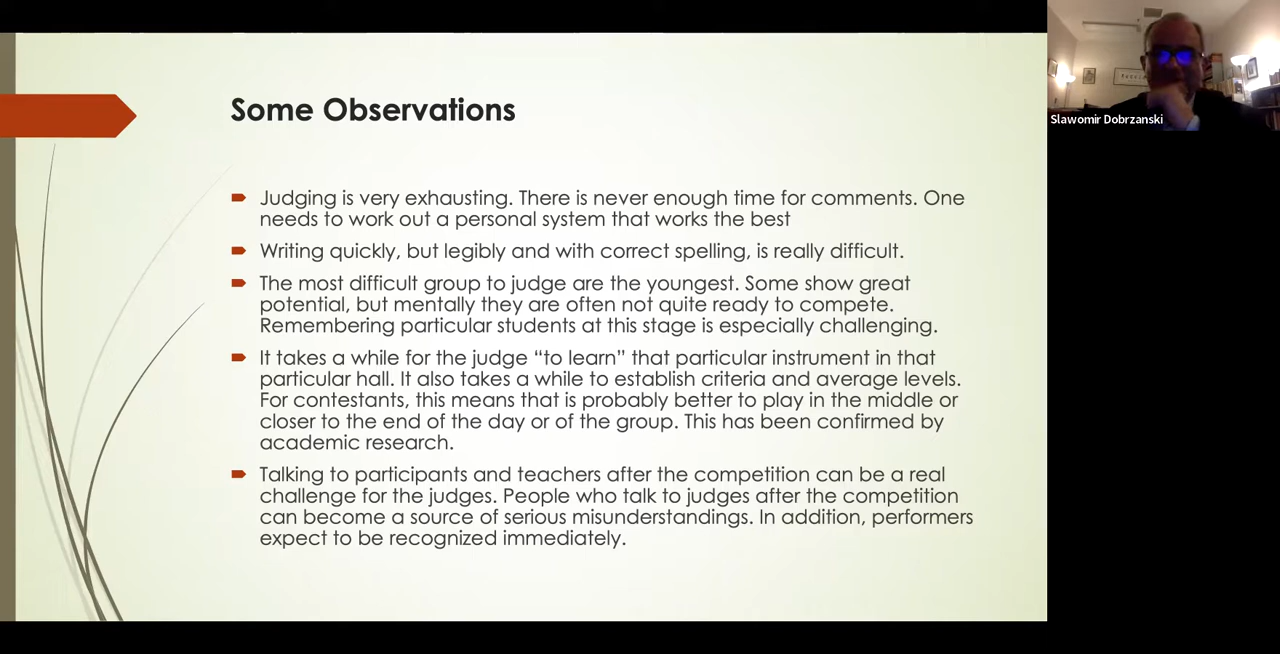 Some Observations
Judging is very exhausting. There is never enough time for comments. One
needs to work out a personal system that works the best
Writing quickly, but legibly and with correct spelling, is really difficult.
The most difficult group to judge are the youngest. Some show great
potential, but mentally they are often not quite ready to compete.
Remembering particular students at this stage is especially challenging.
It takes a while for the judge “to learn” that particular instrument in that
particular hall. It also takes a while to establish criteria and average levels.
For contestants, this means that is probably better to play in the middle or
closer to the end of the day or of the group. This has been confirmed by
academic research.
Talking to participants and teachers after the competition can be a real
challenge for the judges. People who talk to judges after the competition
can become a source of serious misunderstandings. In addition, performers
expect to be recognized immediately.
Slawomir Dobrzanski